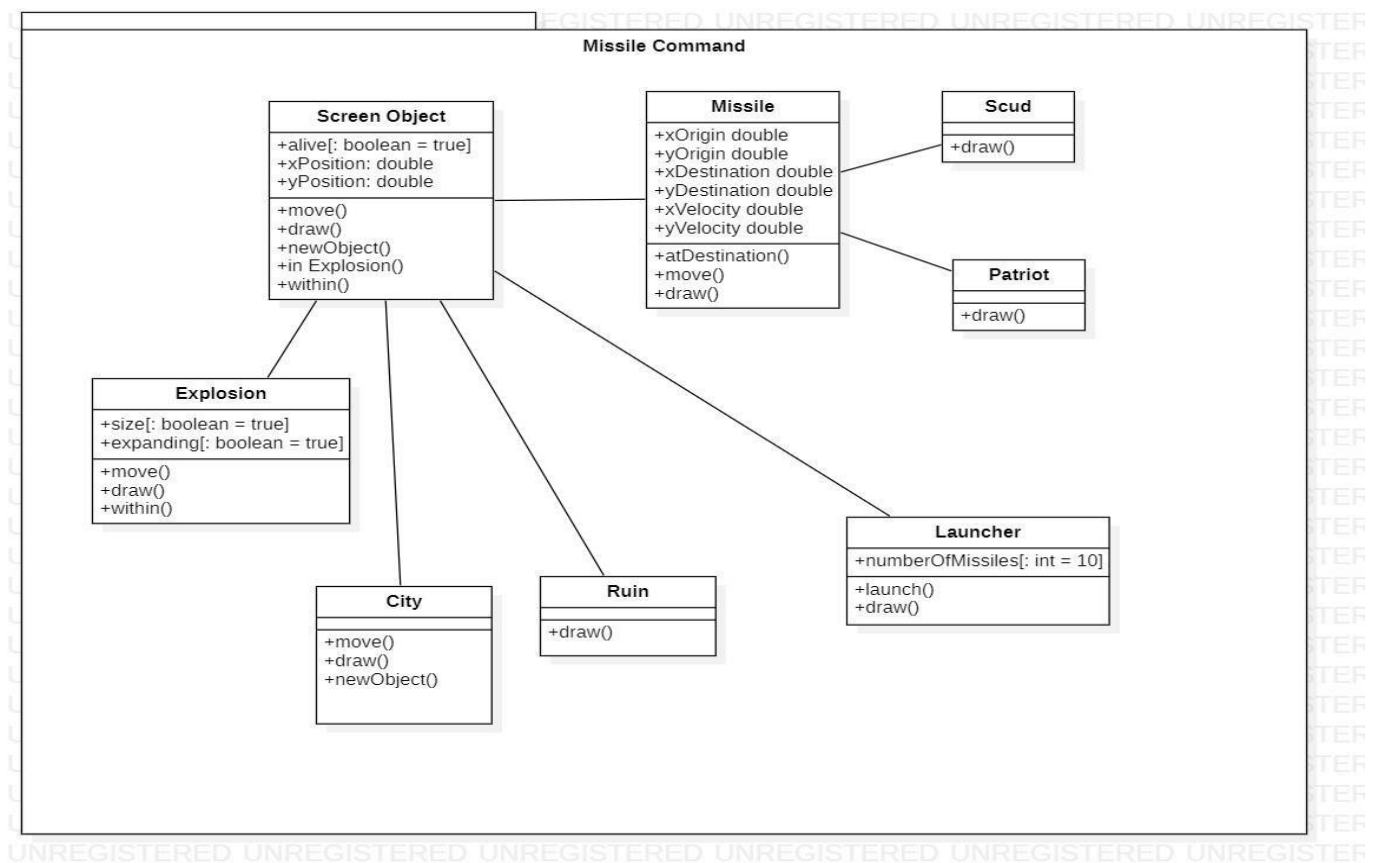 UNREGISTERED UNREGISTERED
Missile Command
Screen Object
+alive[: boolean = true]
+xPosition: double
+yPosition: double
+move()
+draw()
+newObject()
+in Explosion()
+within()
Missile
+xOrigin double
+yOrigin double
+xDestination double
+yDestination double
+xVelocity double
+yVelocity double
+atDestination()
+move()
+draw()
Scud
+draw()
Patriot
+draw()
Explosion
+size[: boolean = true]
+expanding[: boolean = true]
+move()
+draw()
+within()
City
+move()
+draw()
+newObject()
Ruin
+draw()
Launcher
+numberOfMissiles[: int = 10]
+launch()
+draw()
UNREGISTERED UNREGISTERED UNREGISTERED UNREGISTERED UNREGISTERED